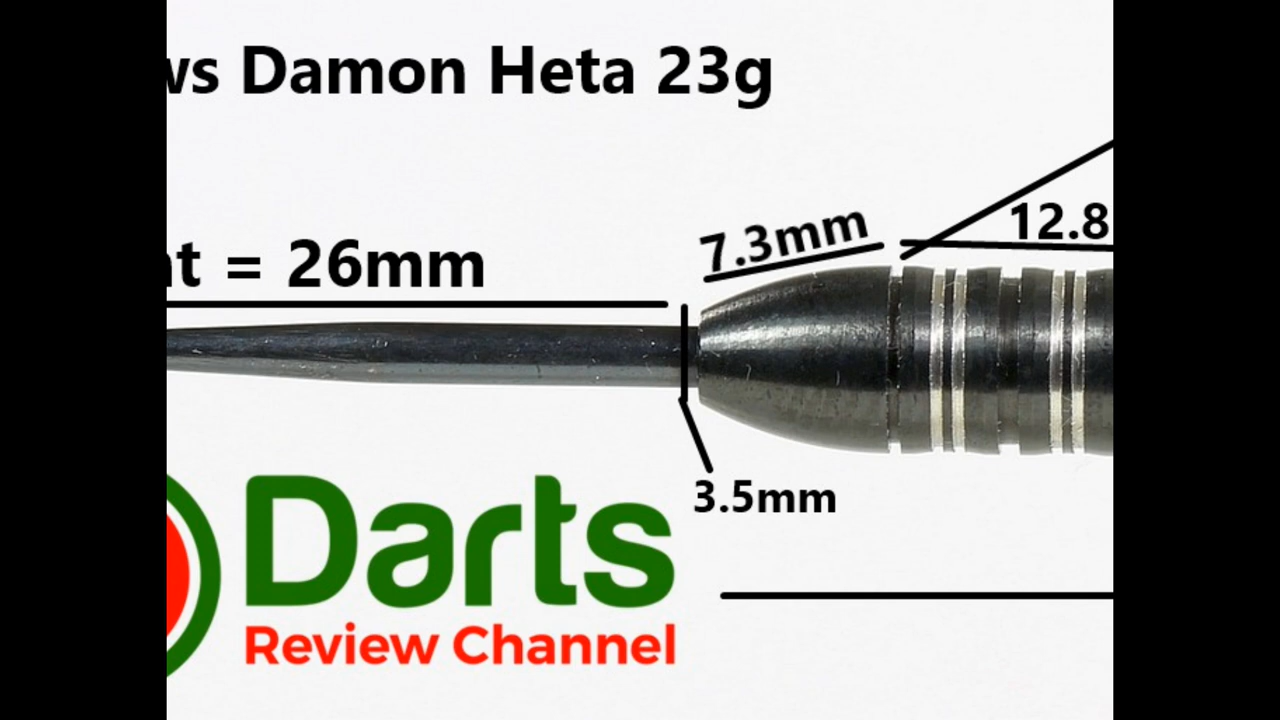 ws Damon Heta 23g
7.3mm
12.8
nt = 26mm
3.5mm
Darts
Review Channel